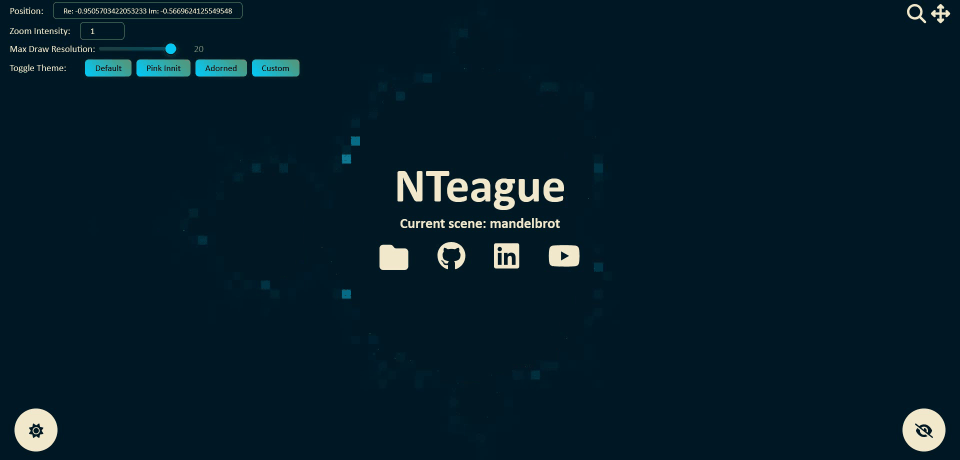 Position: Re: -0.9505703422053233 Im: -0.5669624125549548
Zoom Intensity: 1
Max Draw Resolution: 20
Toggle Theme: Default Pink Innit Adorned Custom
NTeague
Current scene: mandelbrot
in